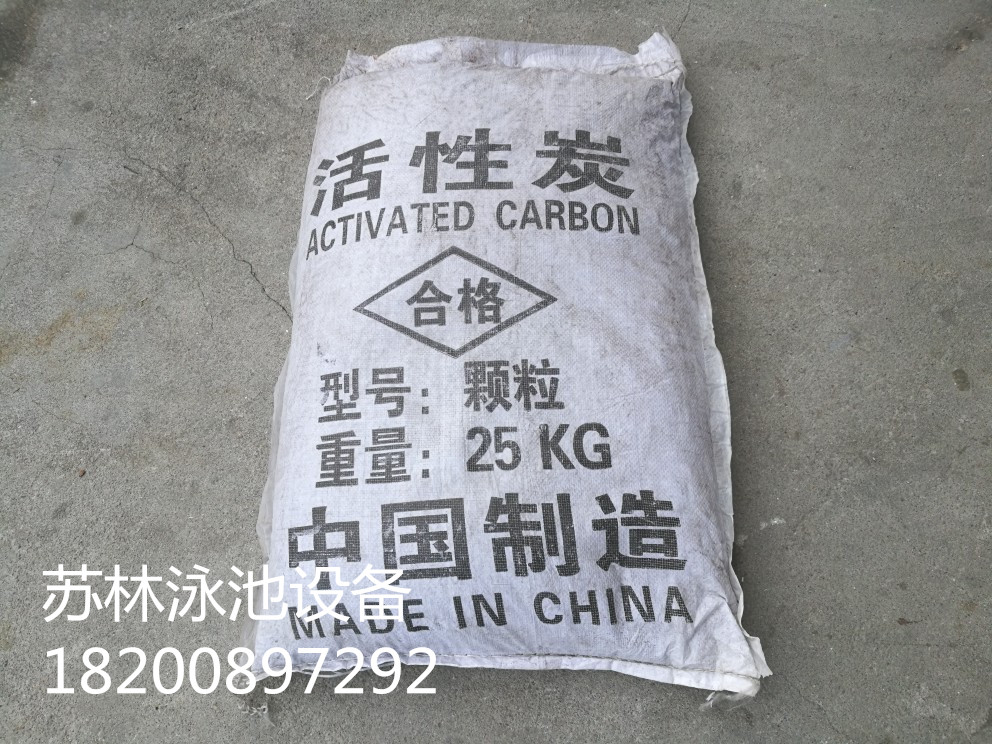 活性炭
ACTIVATED CARBON
合格
型号：颗粒
重量：25 KG
中国制造
MADE IN CHINA
苏林泳池设备
18200897292